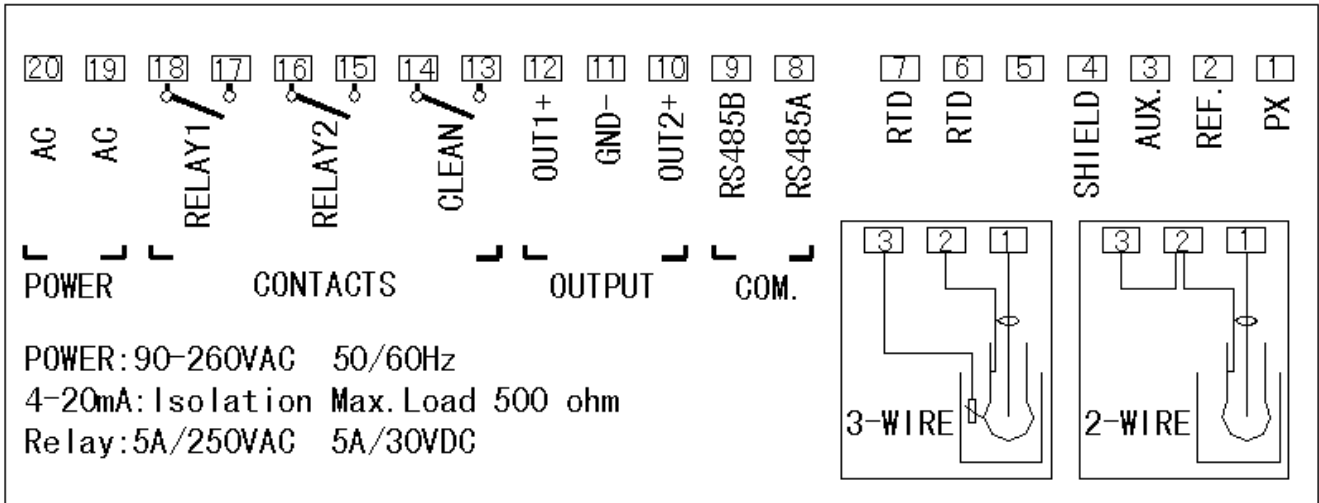 20 19 18 17 16 15 14 13 12 11 10 9 8 7 6 5 4 3 2 1
AC AC RELAY1 RELAY2 CLEAN OUT1+ GND- OUT2+ RS485B RS485A RTD RTD SHIELD AUX. REF. PX
POWER CONTACTS OUTPUT COM.
POWER:90-260VAC 50/60Hz
4-20mA:Isolation Max.Load 500 ohm
Relay:5A/250VAC 5A/30VDC
3 2 1
3-WIRE
3 2 1
2-WIRE